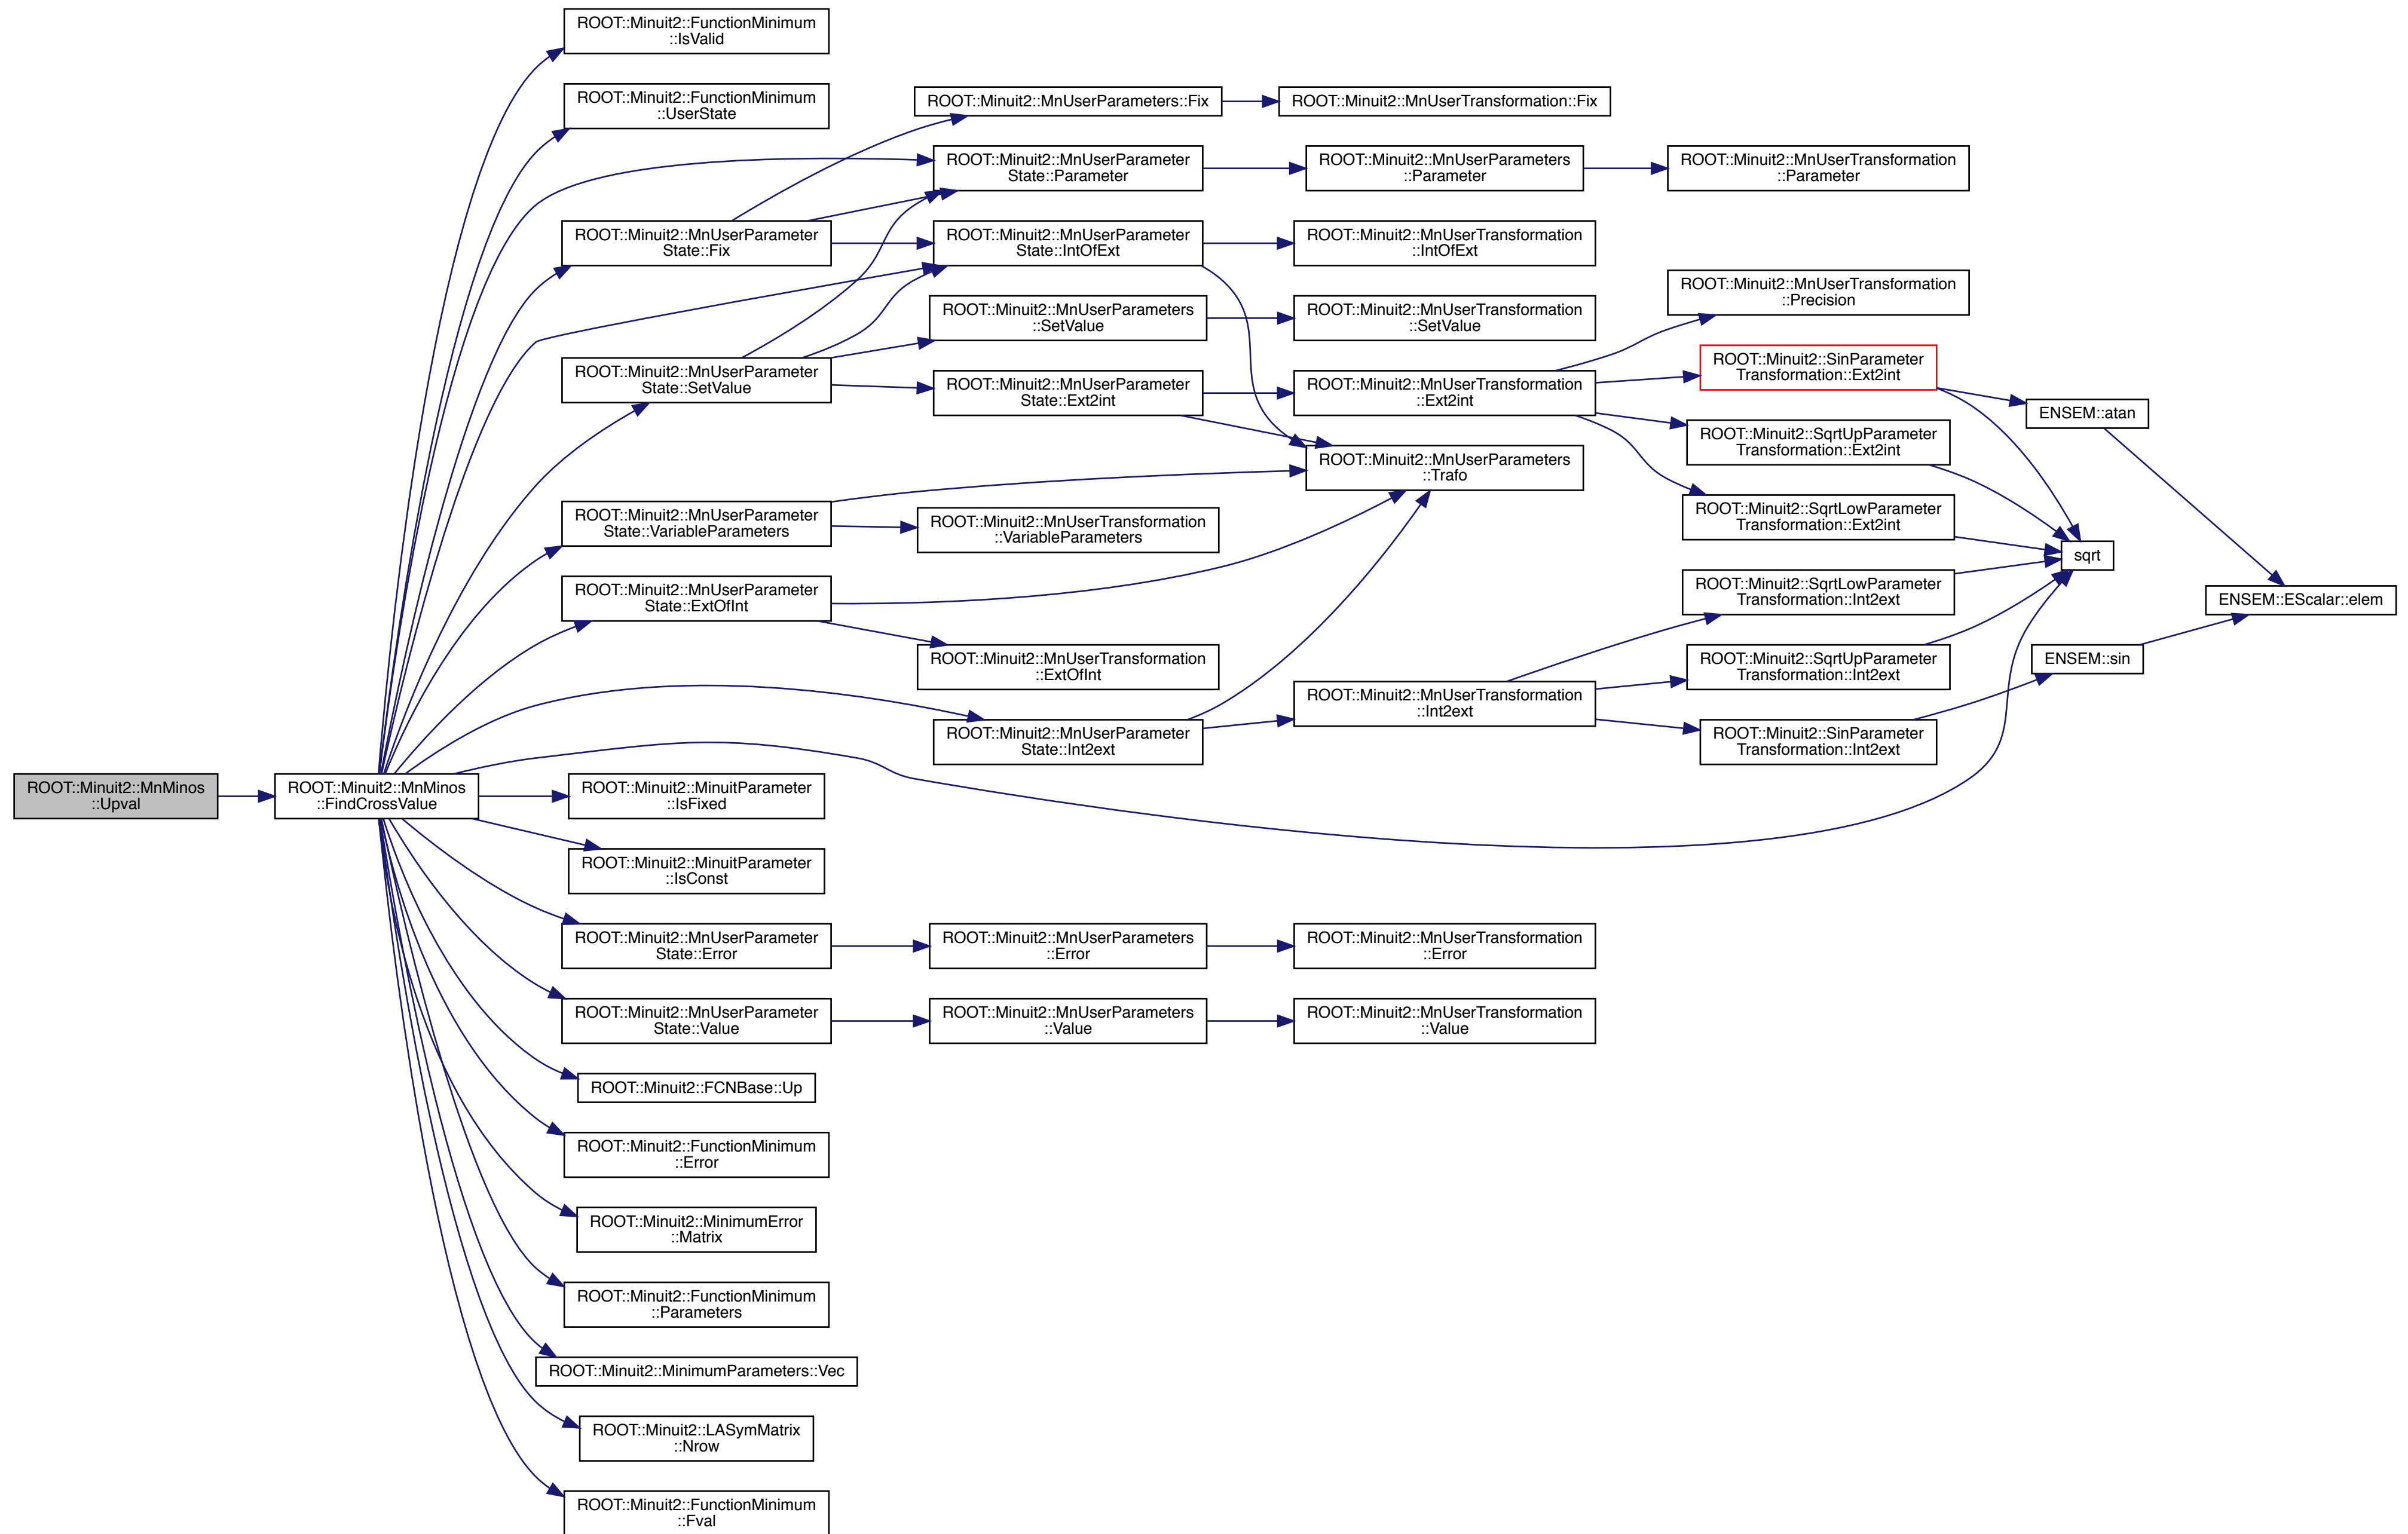 ROOT::Minuit2::MnMinos
::Upval
ROOT::Minuit2::MnMinos
::FindCrossValue
ROOT::Minuit2::FunctionMinimum
::IsValid
ROOT::Minuit2::FunctionMinimum
::UserState
ROOT::Minuit2::MnUserParameter
State::Fix
ROOT::Minuit2::MnUserParameter
State::SetValue
ROOT::Minuit2::MnUserParameter
State::VariableParameters
ROOT::Minuit2::MnUserParameter
State::ExtOfInt
ROOT::Minuit2::MinuitParameter
::IsFixed
ROOT::Minuit2::MinuitParameter
::IsConst
ROOT::Minuit2::MnUserParameter
State::Error
ROOT::Minuit2::MnUserParameter
State::Value
ROOT::Minuit2::FCNBase::Up
ROOT::Minuit2::FunctionMinimum
::Error
ROOT::Minuit2::MinimumError
::Matrix
ROOT::Minuit2::FunctionMinimum
::Parameters
ROOT::Minuit2::MinimumParameters::Vec
ROOT::Minuit2::LASymMatrix
::Nrow
ROOT::Minuit2::FunctionMinimum
::Fval
ROOT::Minuit2::MnUserParameters::Fix
ROOT::Minuit2::MnUserParameter
State::Parameter
ROOT::Minuit2::MnUserParameter
State::IntOfExt
ROOT::Minuit2::MnUserParameters
::SetValue
ROOT::Minuit2::MnUserParameter
State::Ext2int
ROOT::Minuit2::MnUserTransformation
::VariableParameters
ROOT::Minuit2::MnUserTransformation
::ExtOfInt
ROOT::Minuit2::MnUserParameter
State::Int2ext
ROOT::Minuit2::MnUserParameters
::Error
ROOT::Minuit2::MnUserParameters
::Value
ROOT::Minuit2::MnUserTransformation::Fix
ROOT::Minuit2::MnUserParameters
::Parameter
ROOT::Minuit2::MnUserTransformation
::IntOfExt
ROOT::Minuit2::MnUserTransformation
::SetValue
ROOT::Minuit2::MnUserTransformation
::Ext2int
ROOT::Minuit2::MnUserParameters
::Trafo
ROOT::Minuit2::MnUserTransformation
::Int2ext
ROOT::Minuit2::MnUserTransformation
::Error
ROOT::Minuit2::MnUserTransformation
::Value
ROOT::Minuit2::MnUserTransformation
::Parameter
ROOT::Minuit2::MnUserTransformation
::Precision
ROOT::Minuit2::SinParameter
Transformation::Ext2int
ROOT::Minuit2::SqrtUpParameter
Transformation::Ext2int
ROOT::Minuit2::SqrtLowParameter
Transformation::Ext2int
ROOT::Minuit2::SqrtLowParameter
Transformation::Int2ext
ROOT::Minuit2::SqrtUpParameter
Transformation::Int2ext
ROOT::Minuit2::SinParameter
Transformation::Int2ext
ENSEM::atan
sqrt
ENSEM::sin
ENSEM::EScalar::elem